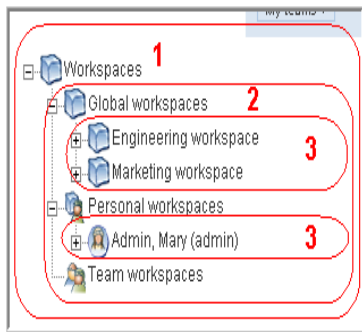 My teams
Workspaces 1
Global workspaces 2
Engineering workspace 3
Marketing workspace
Personal workspaces
Admin, Mary (admin) 3
Team workspaces